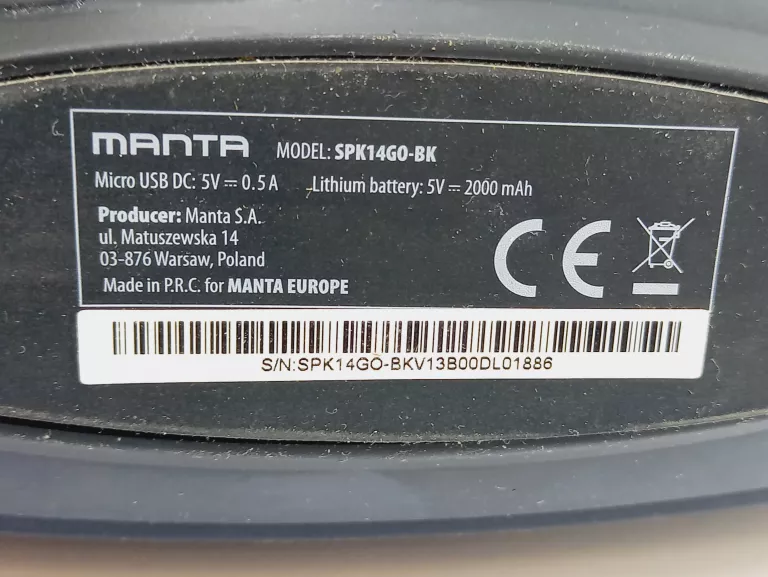 MANTA MODEL: SPK14GO-BK
Micro USB DC: 5V ⎓ 0.5 A Lithium battery: 5V ⎓ 2000 mAh
Producer: Manta S.A.
ul. Matuszewska 14
03-876 Warsaw, Poland
Made in P.R.C. for MANTA EUROPE
CE
S/N:SPK14GO-BKV13B00DL01886